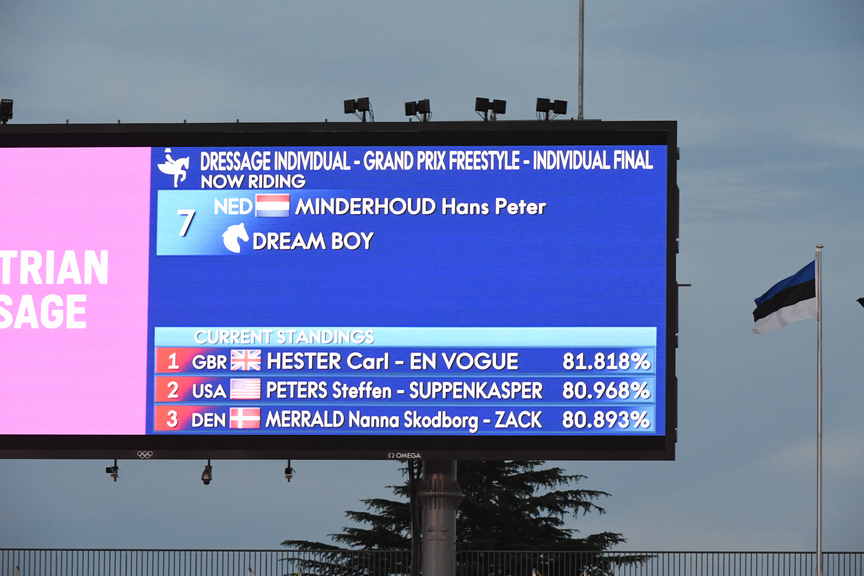 TRIAN
SAGE
DRESSAGE INDIVIDUAL - GRAND PRIX FREESTYLE - INDIVIDUAL FINAL
NOW RIDING
7 NED MINDERHOUD Hans Peter
DREAM BOY
CURRENT STANDINGS
1 GBR HESTER Carl - EN VOGUE 81.818%
2 USA PETERS Steffen - SUPPENKASPER 80.968%
3 DEN MERRALD Nanna Skodborg - ZACK 80.893%
Ω OMEGA